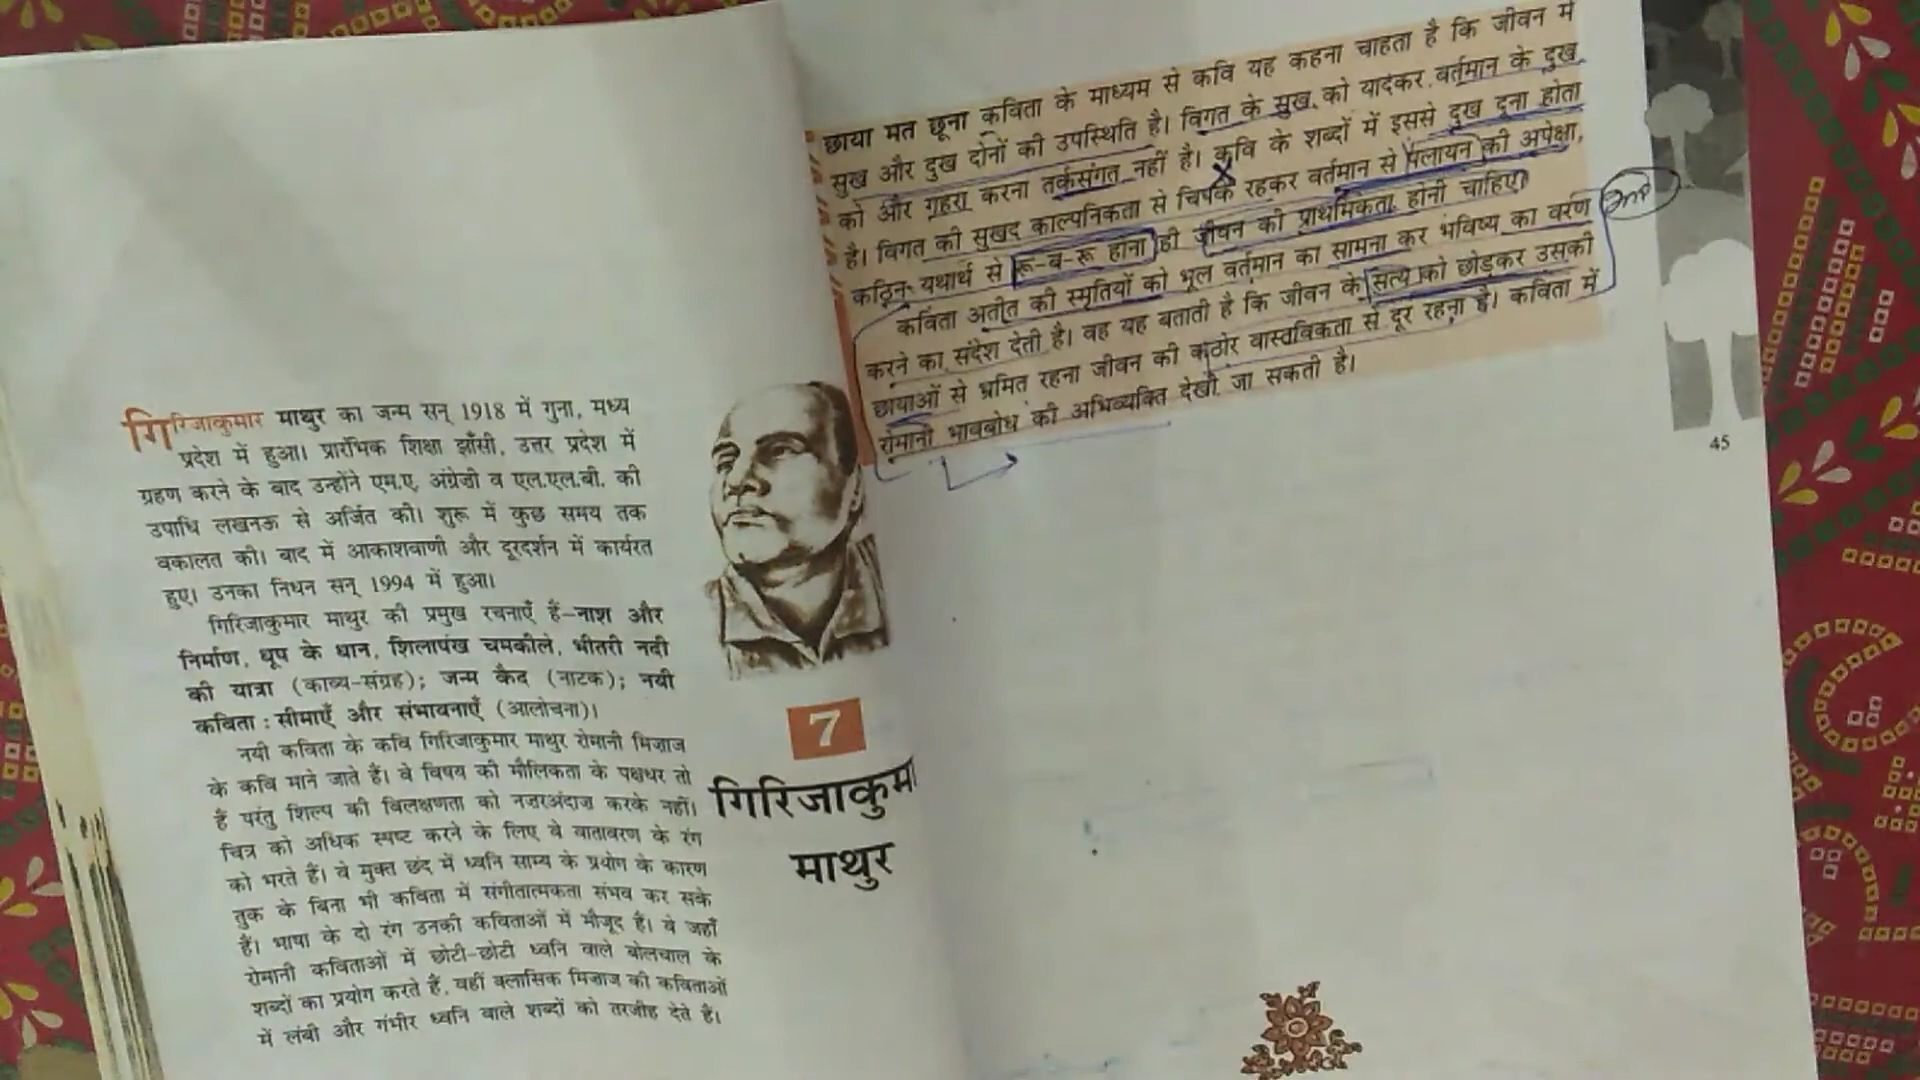 गिरिजाकुमार माथुर का जन्म सन् 1918 में गुना, मध्य
प्रदेश में हुआ। प्रारंभिक शिक्षा झाँसी, उत्तर प्रदेश में
ग्रहण करने के बाद उन्होंने एम.ए. अंग्रेज़ी व एल.एल.बी. की
उपाधि लखनऊ से अर्जित की। शुरू में कुछ समय तक
वकालत की। बाद में आकाशवाणी और दूरदर्शन में कार्यरत
हुए। उनका निधन सन् 1994 में हुआ।
गिरिजाकुमार माथुर की प्रमुख रचनाएँ हैं–नाश और
निर्माण, धूप के धान, शिलापंख चमकीले, भीतरी नदी
की यात्रा (काव्य-संग्रह); जन्म कैद (नाटक); नयी
कविता : सीमाएँ और संभावनाएँ (आलोचना)।
नयी कविता के कवि गिरिजाकुमार माथुर रोमानी मिज़ाज
के कवि माने जाते हैं। वे विषय की मौलिकता के पक्षधर तो
हैं परंतु शिल्प की विलक्षणता को नज़रअंदाज़ करके नहीं।
चित्र को अधिक स्पष्ट करने के लिए वे वातावरण के रंग
को भरते हैं। वे मुक्त छंद में ध्वनि साम्य के प्रयोग के कारण
तुक के बिना भी कविता में संगीतात्मकता संभव कर सके
हैं। भाषा के दो रंग उनकी कविताओं में मौजूद हैं। वे जहाँ
रोमानी कविताओं में छोटी-छोटी ध्वनि वाले बोलचाल के
शब्दों का प्रयोग करते हैं, वहीं क्लासिक मिज़ाज की कविताओं
में लंबी और गंभीर ध्वनि वाले शब्दों को तरजीह देते हैं।
7
गिरिजाकुमा
माथुर
छाया मत छूना कविता के माध्यम से कवि यह कहना चाहता है कि जीवन में
सुख और दुख दोनों की उपस्थिति है। विगत के सुख को यादकर वर्तमान के दुख
को और गहरा करना तर्कसंगत नहीं है। कवि के शब्दों में इससे दुख दूना होता
है। विगत की सुखद काल्पनिकता से चिपके रहकर वर्तमान से पलायन की अपेक्षा,
कठिन यथार्थ से रू-ब-रू होना ही जीवन की प्राथमिकता होनी चाहिए।
कविता अतीत की स्मृतियों को भूल वर्तमान का सामना कर भविष्य का वरण
करने का संदेश देती है। वह यह बताती है कि जीवन के सत्य को छोड़कर उसकी
छायाओं से भ्रमित रहना जीवन की कठोर वास्तविकता से दूर रहना है। कविता में
रोमानी भावबोध की अभिव्यक्ति देखी जा सकती है।
45